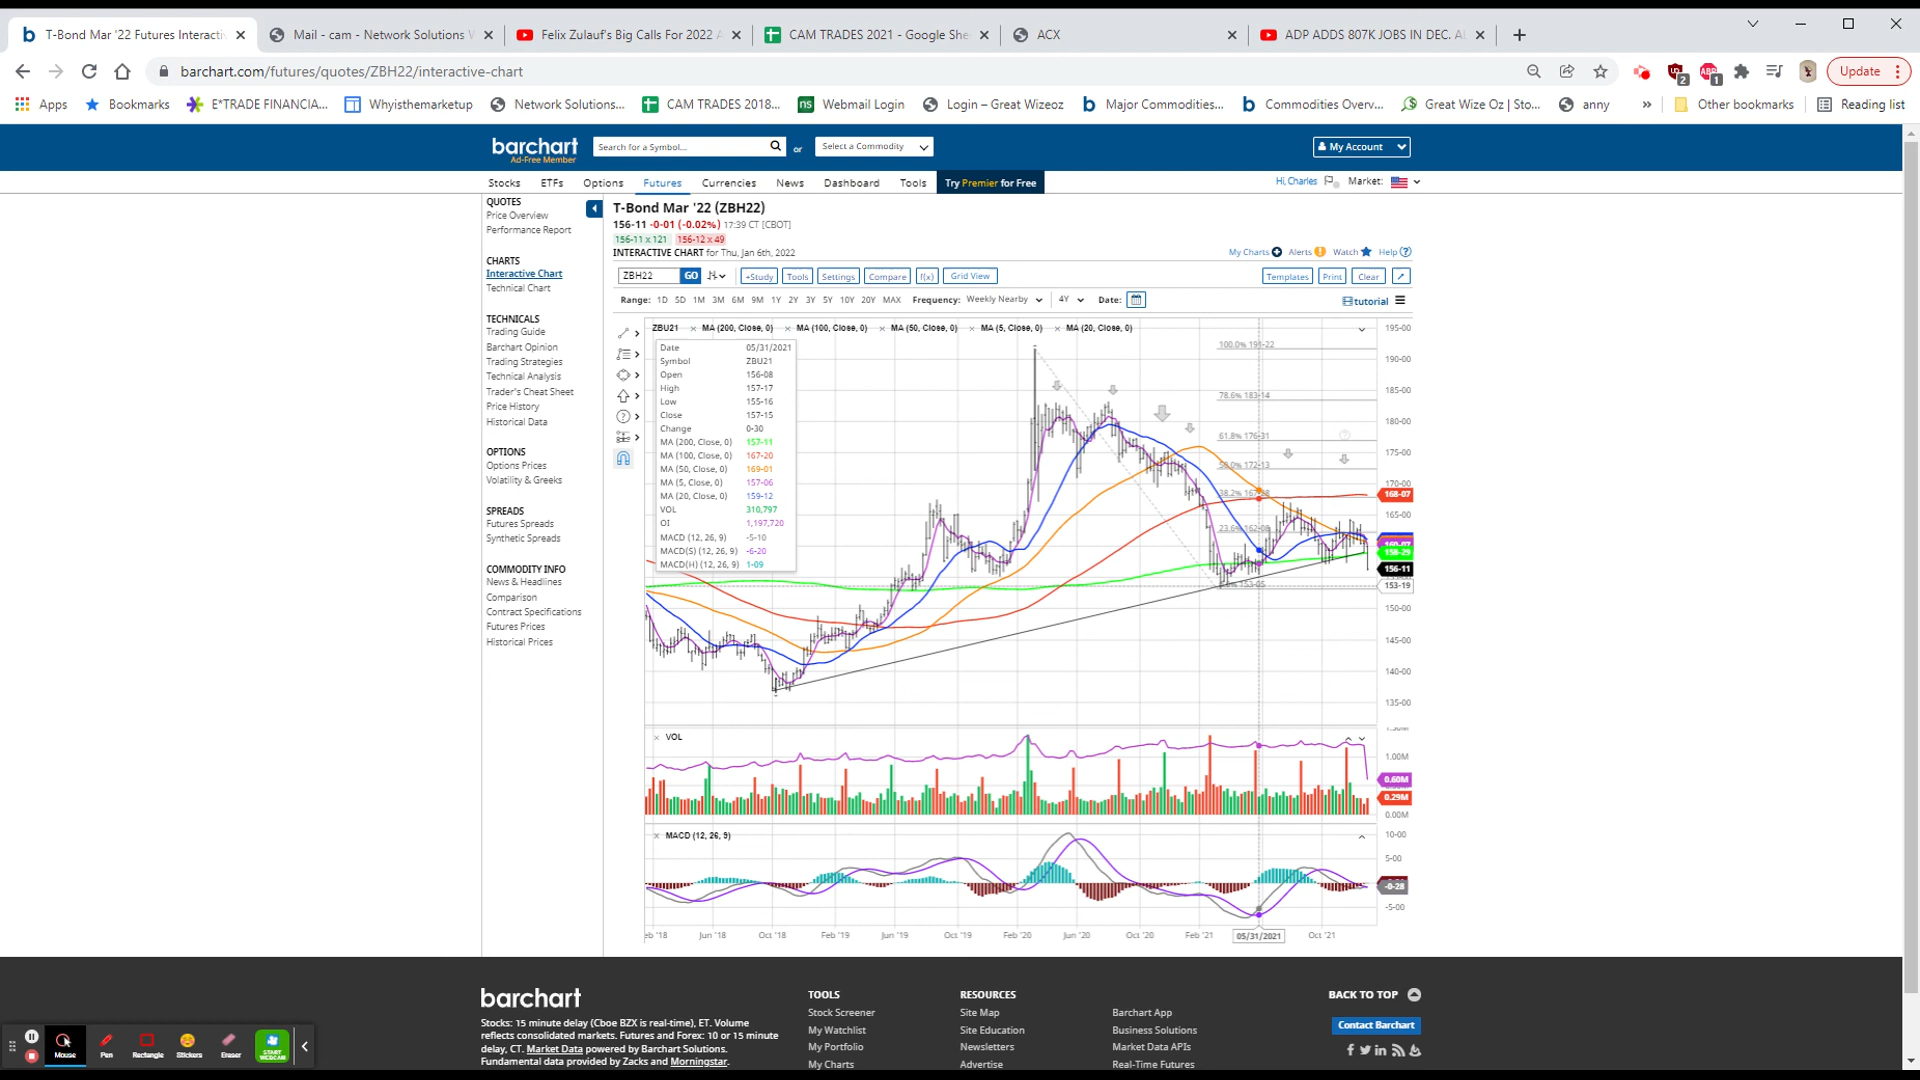 T-Bond Mar '22 Futures Interacti
Mail - cam - Network Solutions W
Felix Zulauf's Big Calls For 2022 A
CAM TRADES 2021 - Google She
ACX
ADP ADDS 807K JOBS IN DEC. AL
barchart.com/futures/quotes/ZBH22/interactive-chart
2
1
Update
Apps
Bookmarks
E*TRADE FINANCIA...
Whyisthemarketup
Network Solutions...
CAM TRADES 2018...
Webmail Login
Login – Great Wizeoz
Major Commodities...
Commodities Overv...
Great Wize Oz | Sto...
anny
»
Other bookmarks
Reading list
barchart
Ad-Free Member
Search for a Symbol...
or
Select a Commodity
My Account
Stocks
ETFs
Options
Futures
Currencies
News
Dashboard
Tools
Try Premier for Free
Hi, Charles
Market:
QUOTES
Price Overview
Performance Report
CHARTS
Interactive Chart
Technical Chart
TECHNICALS
Trading Guide
Barchart Opinion
Trading Strategies
Technical Analysis
Trader's Cheat Sheet
Price History
Historical Data
OPTIONS
Options Prices
Volatility & Greeks
SPREADS
Futures Spreads
Synthetic Spreads
COMMODITY INFO
News & Headlines
Comparison
Contract Specifications
Futures Prices
Historical Prices
T-Bond Mar '22 (ZBH22)
156-11 -0-01 (-0.02%) 17:39 CT [CBOT]
156-11 x 121 156-12 x 49
INTERACTIVE CHART for Thu, Jan 6th, 2022
My Charts
Alerts
Watch
Help
ZBH22
GO
+Study
Tools
Settings
Compare
f(x)
Grid View
Templates
Print
Clear
Range: 1D 5D 1M 3M 6M 9M 1Y 2Y 3Y 5Y 10Y 20Y MAX
Frequency: Weekly Nearby
4Y
Date:
tutorial
ZBU21 × MA (200, Close, 0) × MA (100, Close, 0) × MA (50, Close, 0) × MA (5, Close, 0) × MA (20, Close, 0)
Date 05/31/2021
Symbol ZBU21
Open 156-08
High 157-17
Low 155-16
Close 157-15
Change 0-30
MA (200, Close, 0) 157-11
MA (100, Close, 0) 167-20
MA (50, Close, 0) 169-01
MA (5, Close, 0) 157-06
MA (20, Close, 0) 159-12
VOL 310,797
OI 1,197,720
MACD (12, 26, 9) -5-10
MACD(S) (12, 26, 9) -6-20
MACD(H) (12, 26, 9) 1-09
78.6% 183-14
61.8% 176-31
50.0% 172-13
23.6% 162-08
195-00
190-00
185-00
180-00
175-00
170-00
168-07
165-00
158-29
156-11
153-19
150-00
145-00
140-00
135-00
× VOL
1.00M
0.60M
0.29M
0.00M
× MACD (12, 26, 9)
10-00
5-00
-0-28
-5-00
eb '18
Jun '18
Oct '18
Feb '19
Jun '19
Oct '19
Feb '20
Jun '20
Oct '20
Feb '21
05/31/2021
Oct '21
barchart
Stocks: 15 minute delay (Cboe BZX is real-time), ET. Volume
reflects consolidated markets. Futures and Forex: 10 or 15 minute
delay, CT. Market Data powered by Barchart Solutions.
Fundamental data provided by Zacks and Morningstar.
TOOLS
Stock Screener
My Watchlist
My Portfolio
My Charts
RESOURCES
Site Map
Site Education
Newsletters
Advertise
Barchart App
Business Solutions
Market Data APIs
Real-Time Futures
BACK TO TOP
Contact Barchart
Mouse
Pen
Rectangle
Stickers
Eraser
START WEBCAM